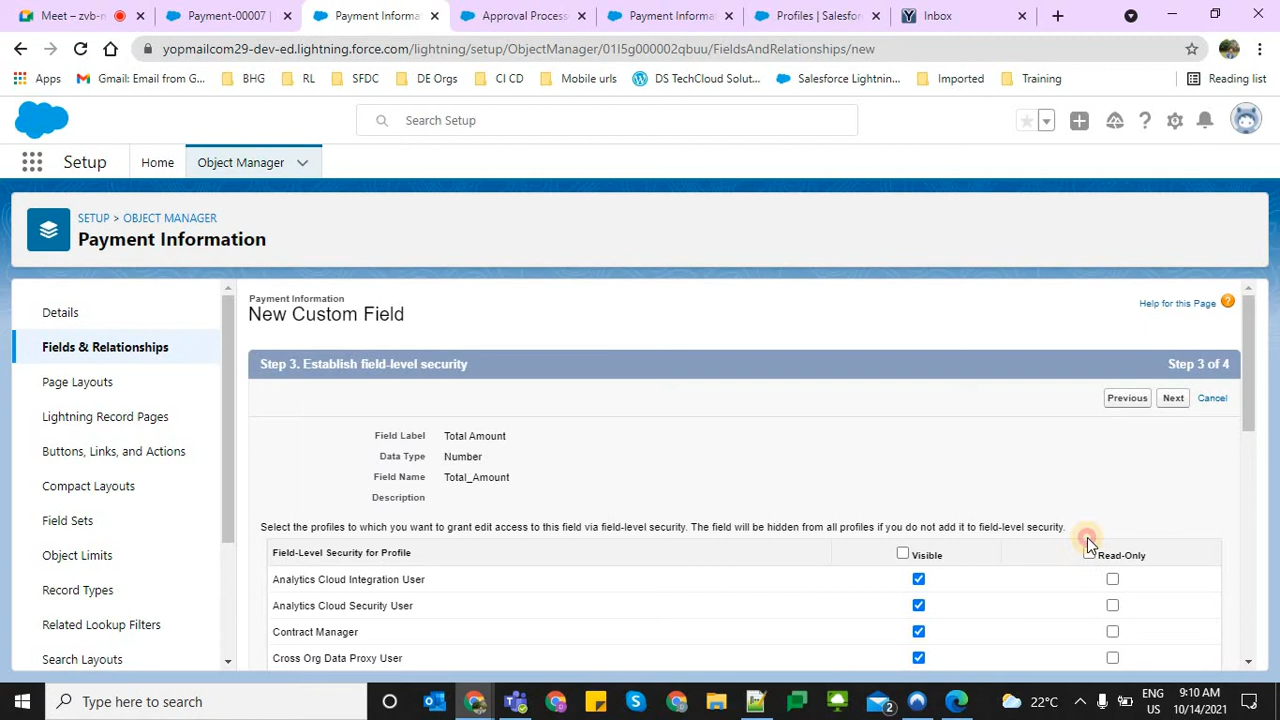 Meet – zvb-n
Payment-00007
Payment Informa
Approval Process
Payment Informa
Profiles | Salesfor
Inbox
yopmailcom29-dev-ed.lightning.force.com/lightning/setup/ObjectManager/01I5g000002qbuu/FieldsAndRelationships/new
Apps
Gmail: Email from G...
BHG
RL
SFDC
DE Orgs
CI CD
Mobile urls
DS TechCloud Solut...
Salesforce Lightnin...
Imported
Training
Reading list
Search Setup
Setup
Home
Object Manager
SETUP > OBJECT MANAGER
Payment Information
Details
Fields & Relationships
Page Layouts
Lightning Record Pages
Buttons, Links, and Actions
Compact Layouts
Field Sets
Object Limits
Record Types
Related Lookup Filters
Search Layouts
Payment Information
New Custom Field
Help for this Page
Step 3. Establish field-level security
Step 3 of 4
Previous
Next
Cancel
Field Label Total Amount
Data Type Number
Field Name Total_Amount
Description
Select the profiles to which you want to grant edit access to this field via field-level security. The field will be hidden from all profiles if you do not add it to field-level security.
Field-Level Security for Profile Visible Read-Only
Analytics Cloud Integration User
Analytics Cloud Security User
Contract Manager
Cross Org Data Proxy User
Type here to search
2
22°C
ENG
US
9:10 AM
10/14/2021